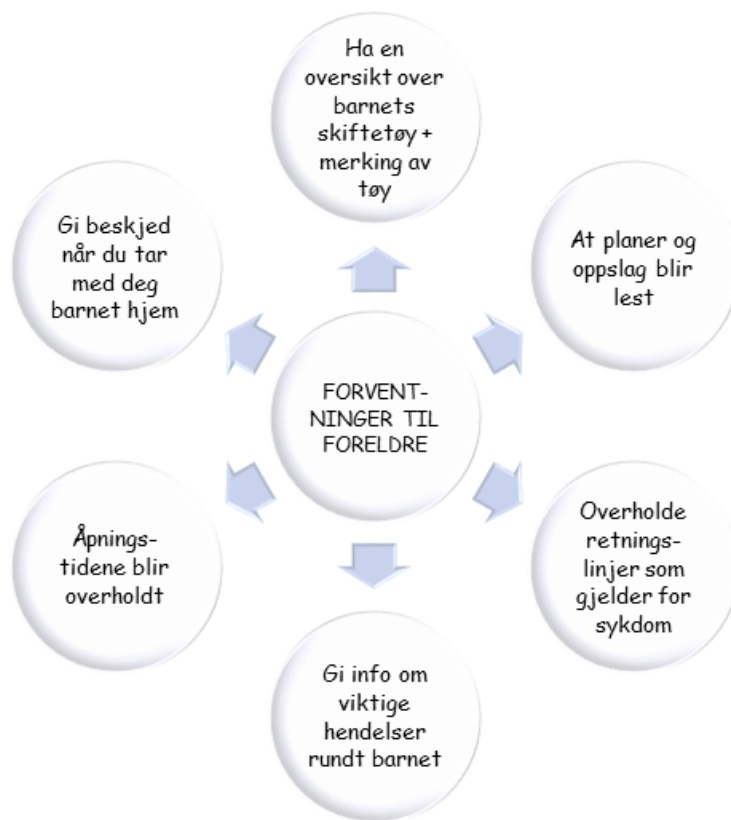 Ha en
oversikt over
barnets
skiftetøy +
merking av
tøy
At planer og
oppslag blir
lest
Overholde
retnings-
linjer som
gjelder for
sykdom
Gi info om
viktige
hendelser
rundt barnet
Åpnings-
tidene blir
overholdt
Gi beskjed
når du tar
med deg
barnet hjem
FORVENT-
NINGER TIL
FORELDRE